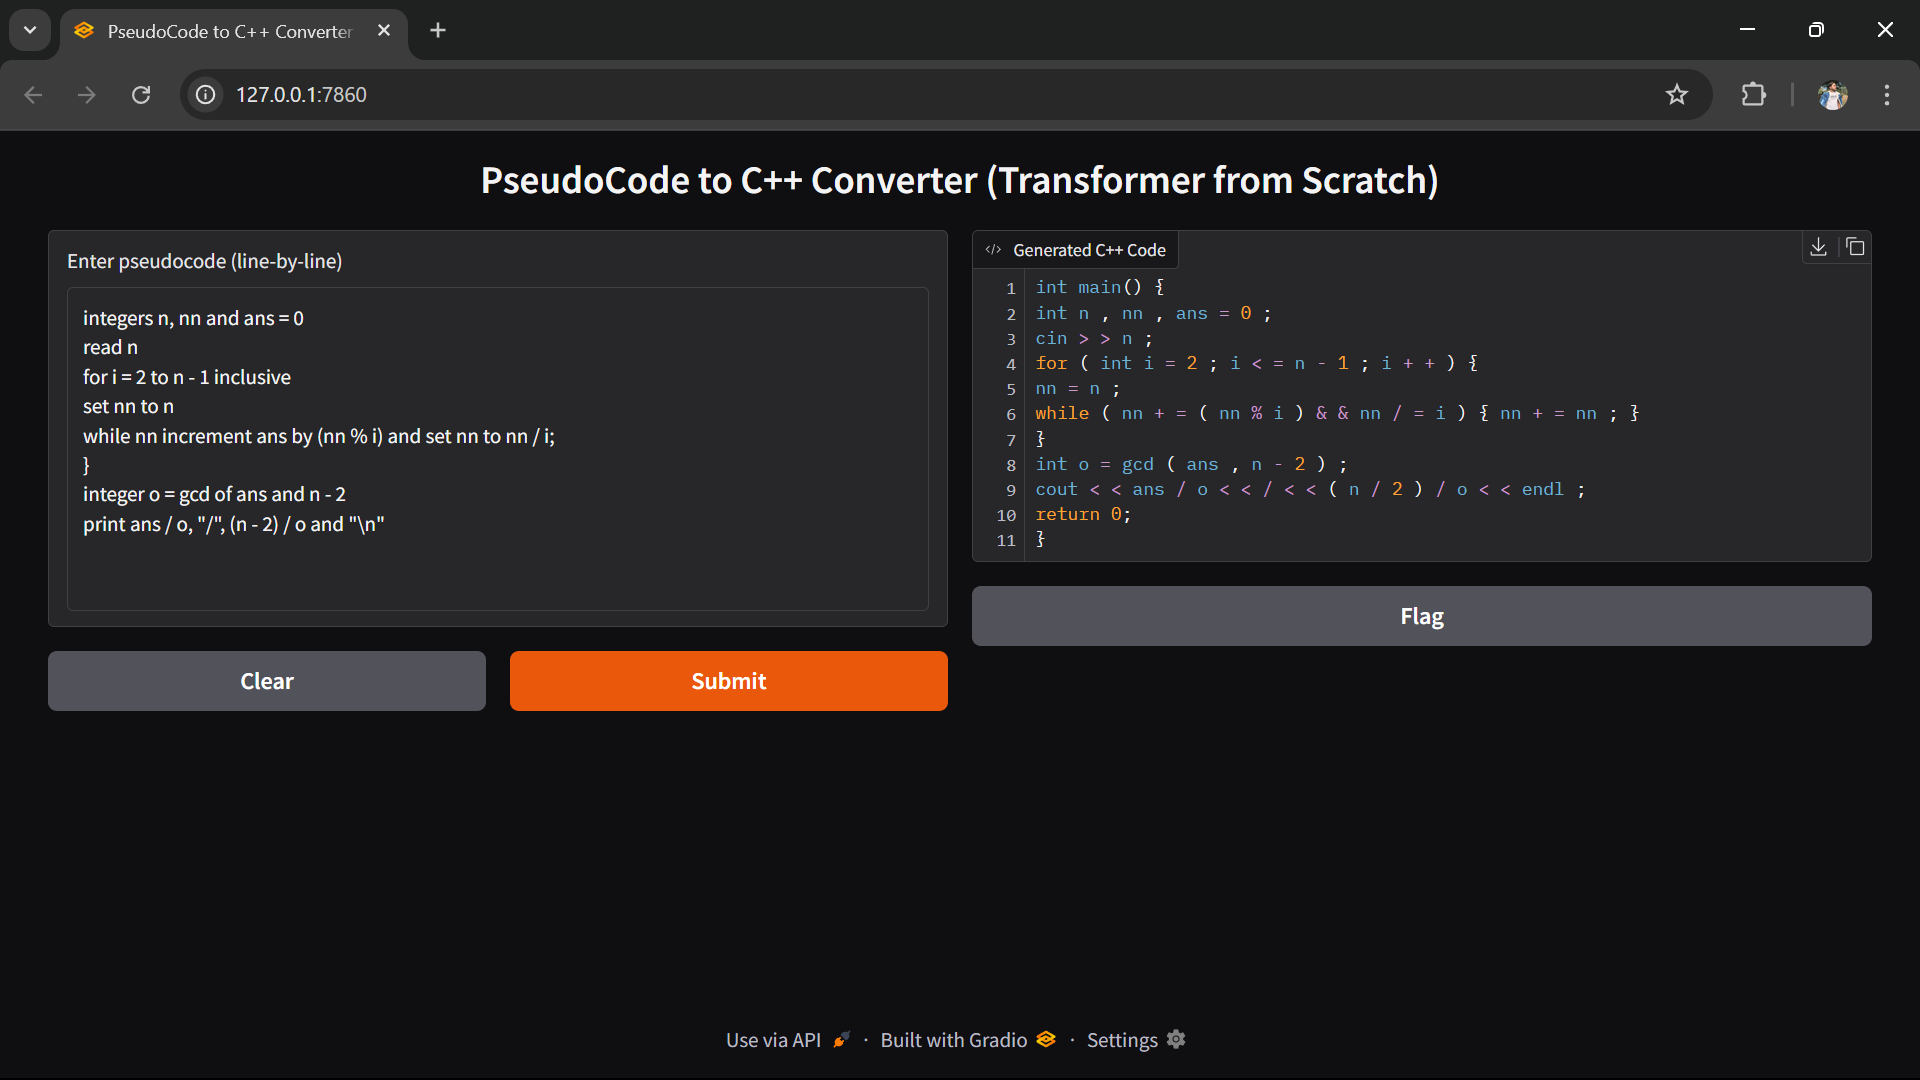 PseudoCode to C++ Converter
127.0.0.1:7860
PseudoCode to C++ Converter (Transformer from Scratch)
Enter pseudocode (line-by-line)
integers n, nn and ans = 0
read n
for i = 2 to n - 1 inclusive
set nn to n
while nn increment ans by (nn % i) and set nn to nn / i;
}
integer o = gcd of ans and n - 2
print ans / o, "/", (n - 2) / o and "\n"
Clear
Submit
</> Generated C++ Code
1 int main() {
2 int n , nn , ans = 0 ;
3 cin > > n ;
4 for ( int i = 2 ; i < = n - 1 ; i + + ) {
5 nn = n ;
6 while ( nn + = ( nn % i ) & & nn / = i ) { nn + = nn ; }
7 }
8 int o = gcd ( ans , n - 2 ) ;
9 cout < < ans / o < < / < < ( n / 2 ) / o < < endl ;
10 return 0;
11 }
Flag
Use via API · Built with Gradio · Settings